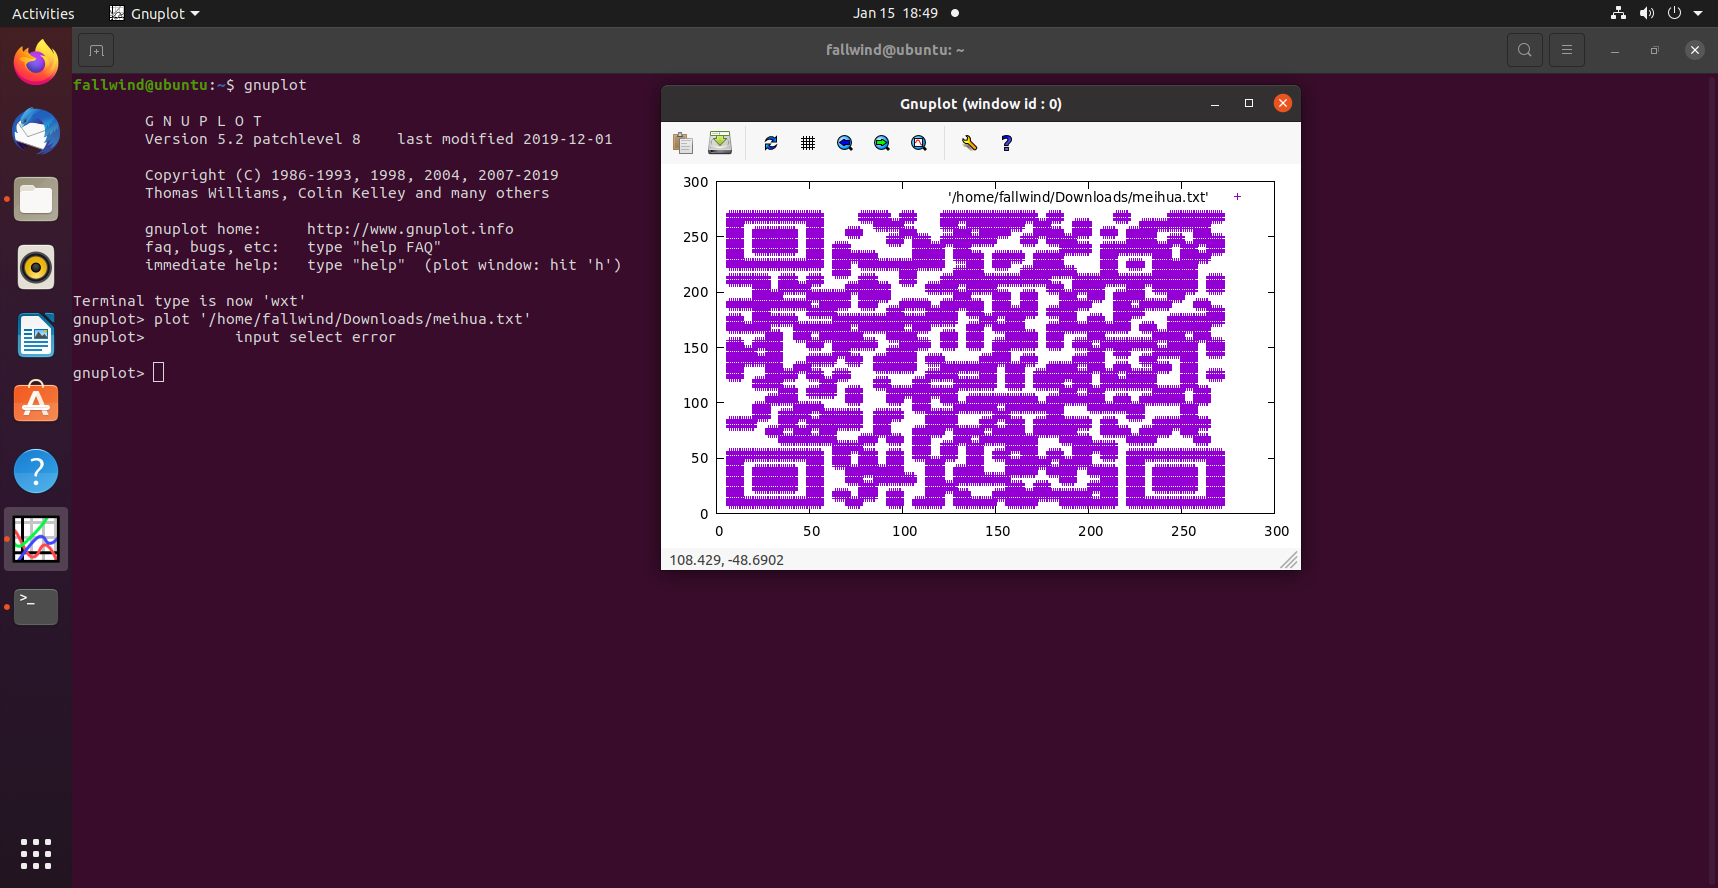 Activities
Gnuplot
Jan 15 18:49
fallwind@ubuntu: ~
fallwind@ubuntu:~$ gnuplot
G N U P L O T
Version 5.2 patchlevel 8    last modified 2019-12-01
Copyright (C) 1986-1993, 1998, 2004, 2007-2019
Thomas Williams, Colin Kelley and many others
gnuplot home:     http://www.gnuplot.info
faq, bugs, etc:   type "help FAQ"
immediate help:   type "help"  (plot window: hit 'h')
Terminal type is now 'wxt'
gnuplot> plot '/home/fallwind/Downloads/meihua.txt'
gnuplot>          input select error
gnuplot>
Gnuplot (window id : 0)
'/home/fallwind/Downloads/meihua.txt'
300
250
200
150
100
50
0
0 50 100 150 200 250 300
108.429, -48.6902